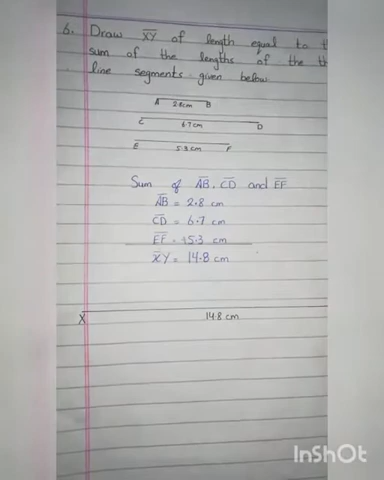 6. Draw XY of length equal to
sum of the lengths of the
line segments given below
A 2.8cm B
C 6.7cm D
E 5.3cm F
Sum of AB, CD and EF
AB = 2.8 cm
CD = 6.7 cm
EF = 5.3 cm
XY = 14.8 cm
X 14.8 cm
InShOt